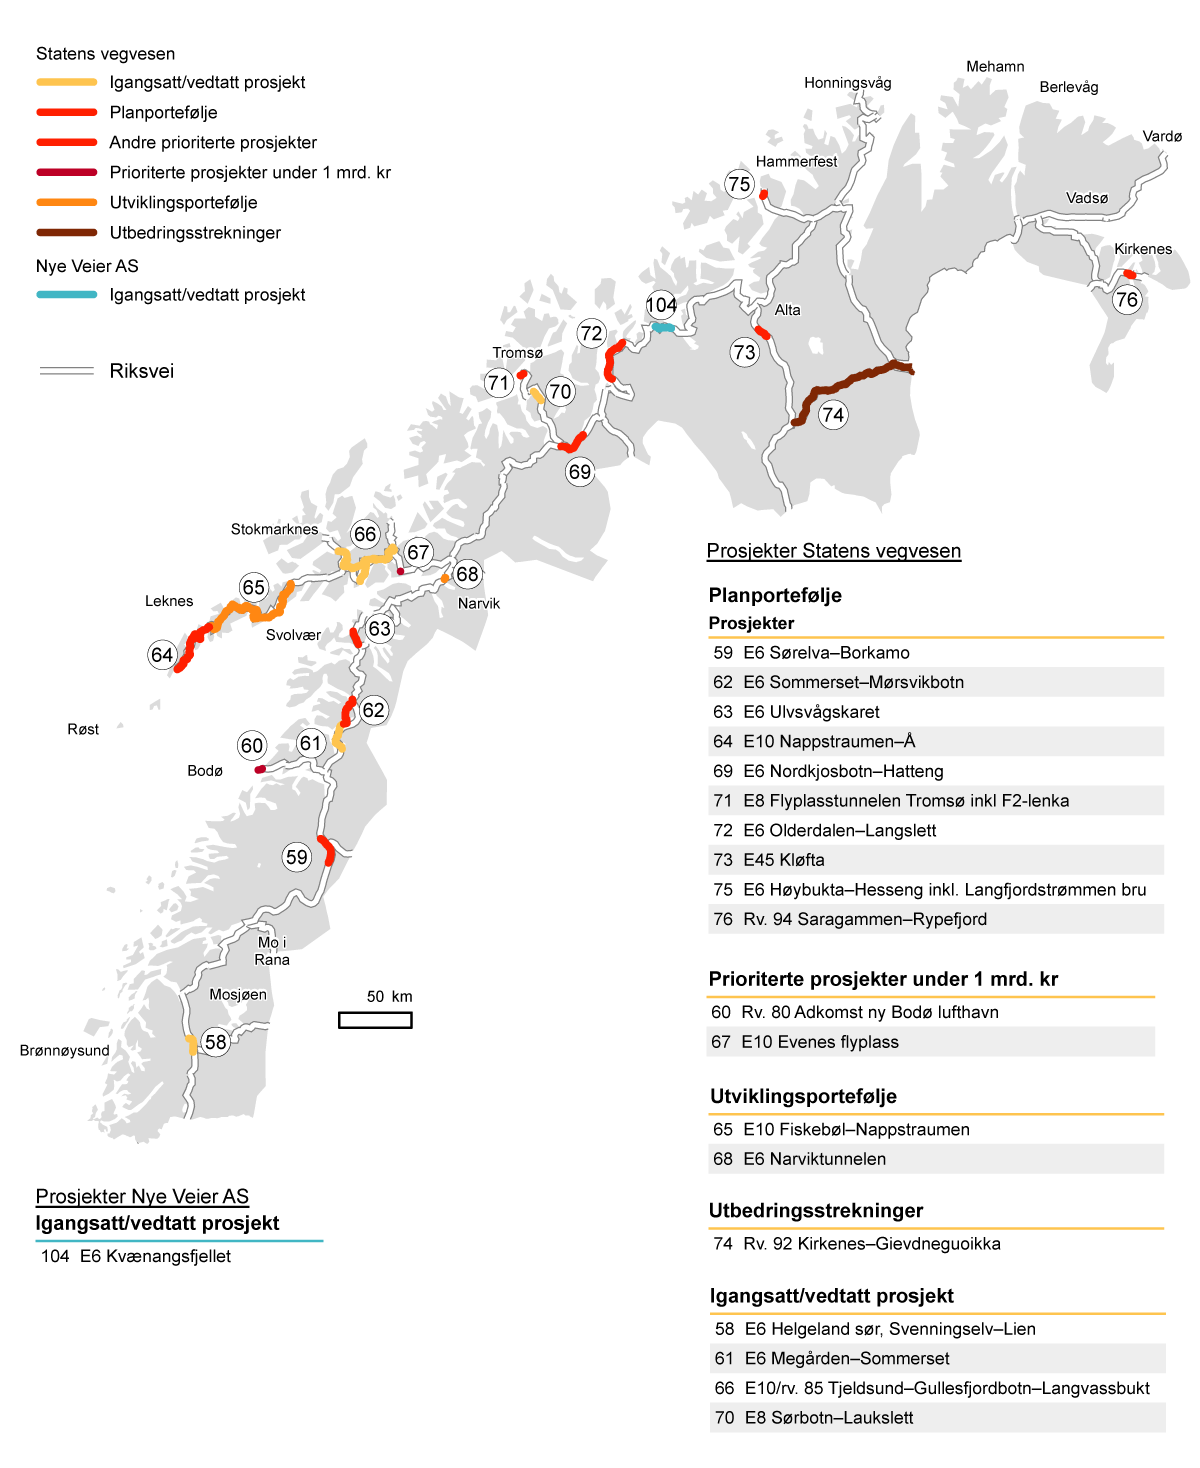 Statens vegvesen
Igangsatt/vedtatt prosjekt
Planportefølje
Andre prioriterte prosjekter
Prioriterte prosjekter under 1 mrd. kr
Utviklingsportefølje
Utbedringsstrekninger
Nye Veier AS
Igangsatt/vedtatt prosjekt
Riksvei
Mehamn
Honningsvåg
Berlevåg
Vardø
Hammerfest
75
Vadsø
Kirkenes
76
104
Alta
72
73
Tromsø
71
70
74
69
Stokmarknes
66
67
68
65
Leknes
Narvik
Svolvær
63
64
62
Røst
61
60
Bodø
59
Mo i
Rana
Mosjøen
50 km
58
Brønnøysund
Prosjekter Statens vegvesen
Planportefølje
Prosjekter
59 E6 Sørelva–Borkamo
62 E6 Sommerset–Mørsvikbotn
63 E6 Ulvsvågskaret
64 E10 Nappstraumen–Å
69 E6 Nordkjosbotn–Hatteng
71 E8 Flyplasstunnelen Tromsø inkl F2-lenka
72 E6 Olderdalen–Langslett
73 E45 Kløfta
75 E6 Høybukta–Hesseng inkl. Langfjordstrømmen bru
76 Rv. 94 Saragammen–Rypefjord
Prioriterte prosjekter under 1 mrd. kr
60 Rv. 80 Adkomst ny Bodø lufthavn
67 E10 Evenes flyplass
Utviklingsportefølje
65 E10 Fiskebøl–Nappstraumen
68 E6 Narviktunnelen
Utbedringsstrekninger
74 Rv. 92 Kirkenes–Gievdneguoikka
Igangsatt/vedtatt prosjekt
58 E6 Helgeland sør, Svenningselv–Lien
61 E6 Megården–Sommerset
66 E10/rv. 85 Tjeldsund–Gullesfjordbotn–Langvassbukt
70 E8 Sørbotn–Laukslett
Prosjekter Nye Veier AS
Igangsatt/vedtatt prosjekt
104 E6 Kvænangsfjellet